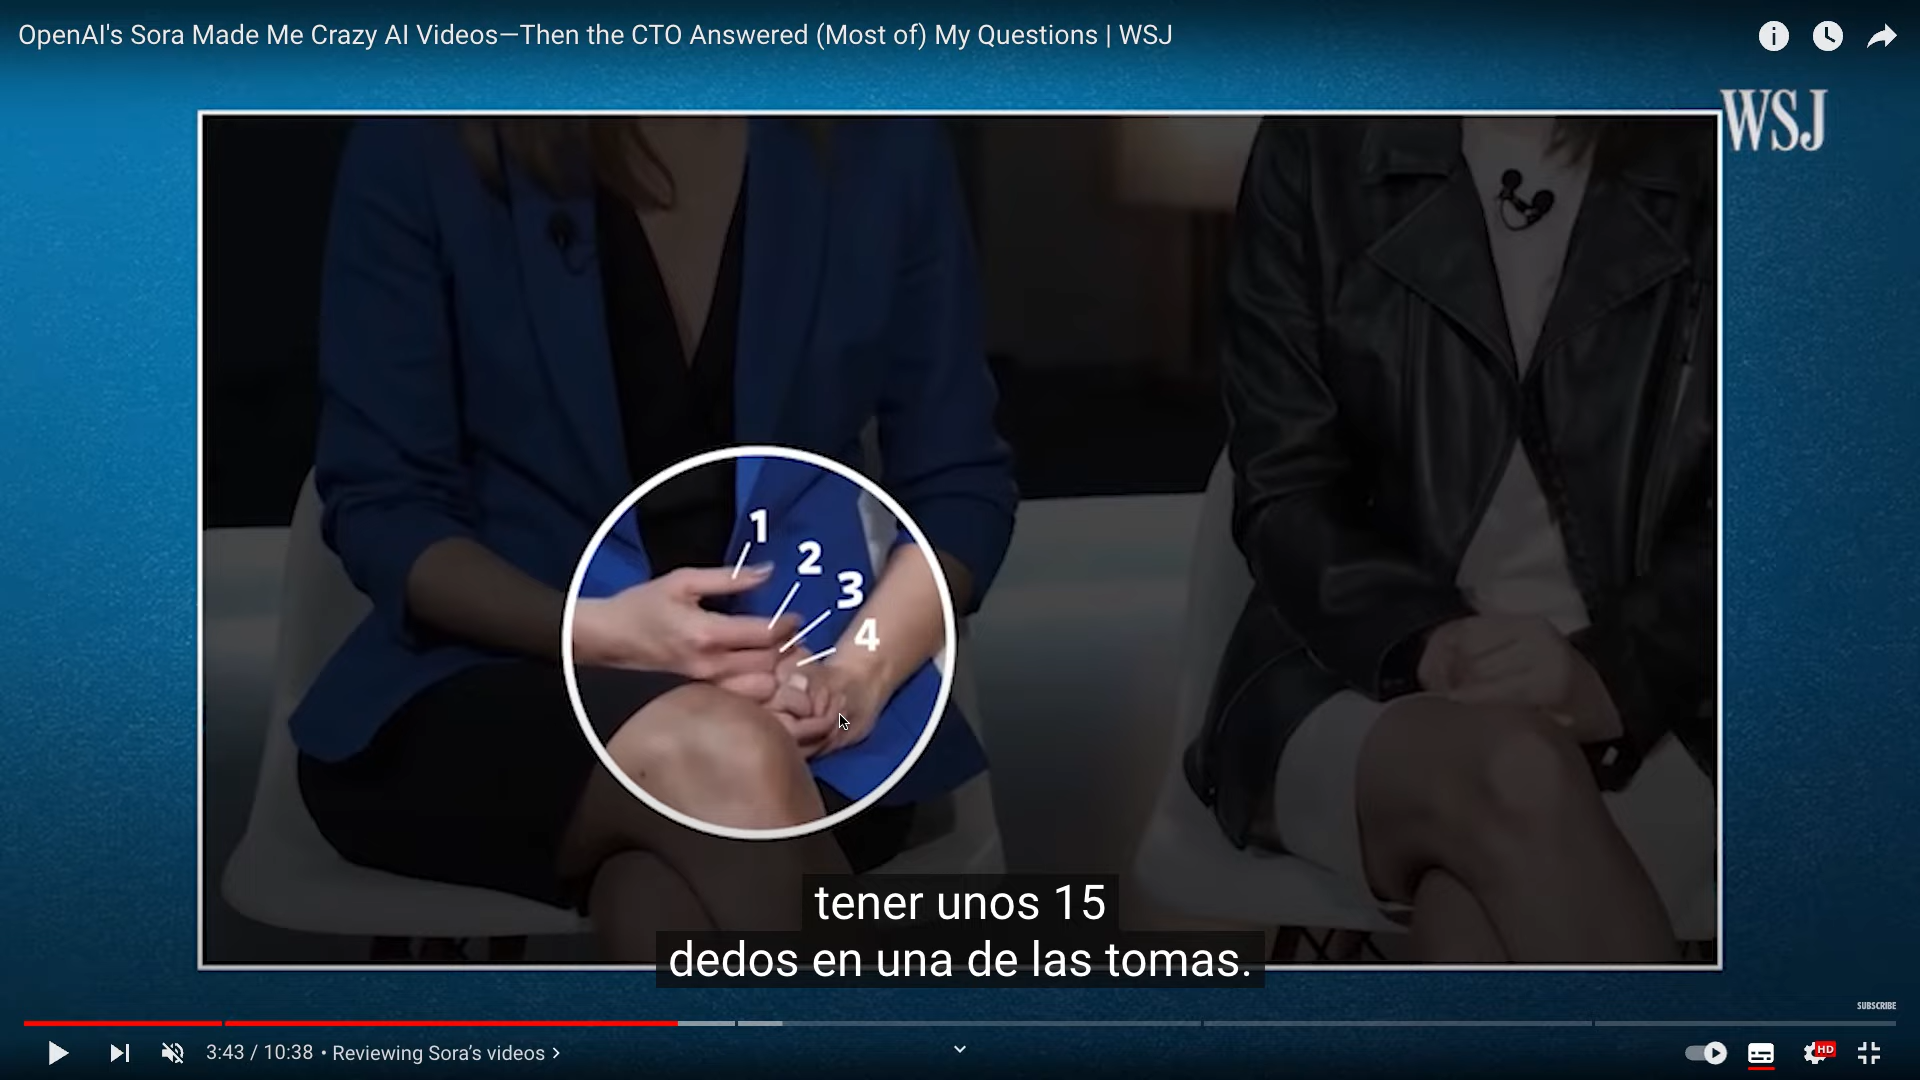 OpenAI's Sora Made Me Crazy AI Videos—Then the CTO Answered (Most of) My Questions | WSJ
WSJ
1
2
3
4
tener unos 15
dedos en una de las tomas.
SUBSCRIBE
3:43 / 10:38 • Reviewing Sora's videos
HD